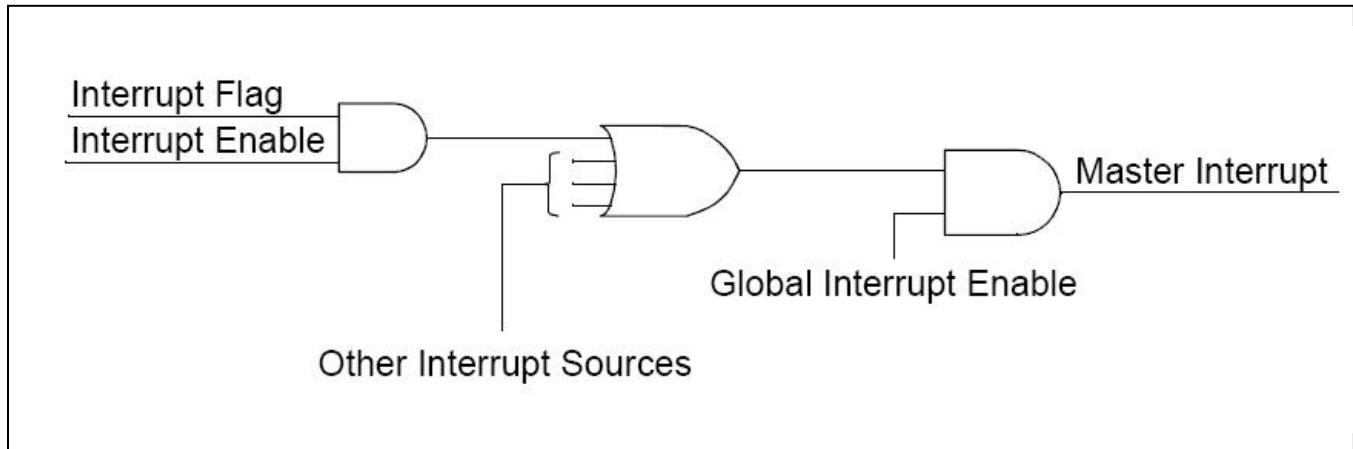 Interrupt Flag
Interrupt Enable
Master Interrupt
Global Interrupt Enable
Other Interrupt Sources